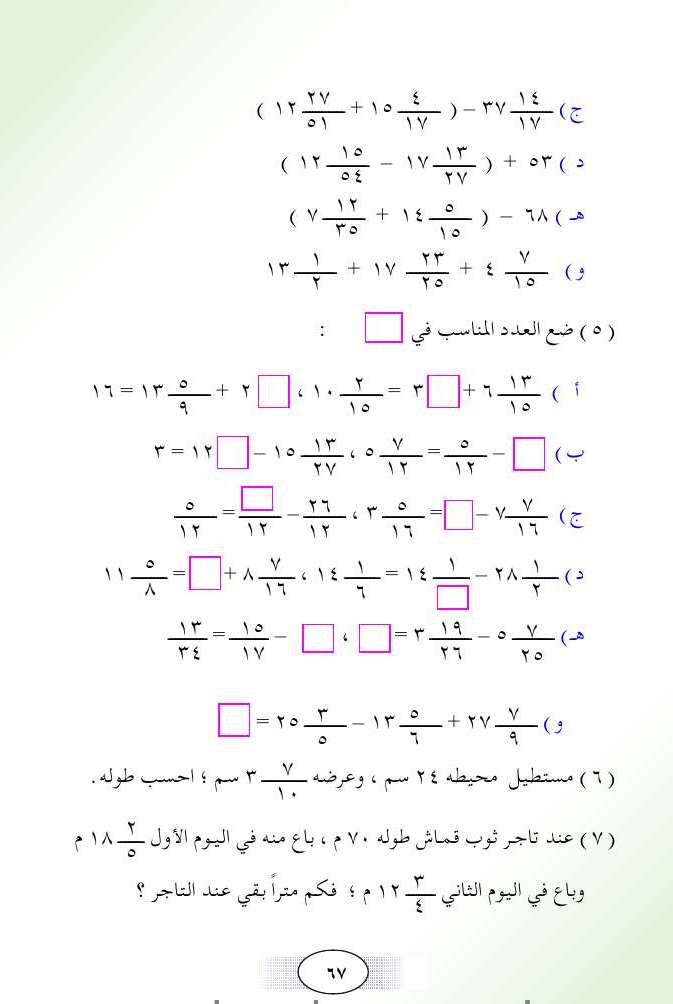 ج) ٣٧ ١٤/١٧ − ( ١٥ ٤/١٧ + ١٢ ٢٧/٥١ )
د ) ٥٣ + ( ١٧ ١٣/٢٧ − ١٢ ١٥/٥٤ )
هـ ) ٦٨ − ( ١٤ ٥/١٥ + ٧ ١٢/٣٥ )
و) ٤ ٧/١٥ + ١٧ ٢٣/٢٥ + ١٣ ١/٢
( ٥ ) ضع العدد المناسب في □ :
أ ) ٦ ١٣/١٥ + ٣ □ = ١٠ ٢/١٥ ، ٢ □ + ١٣ ٥/٩ = ١٦
ب ) □ − ٥/١٢ = ٥ ٧/١٢ ، ١٥ ١٣/٢٧ − ١٢ □ = ٣
ج) ٧ ٧/١٦ − □ = ٣ ٥/١٦ ، ٢٦/١٢ − □/١٢ = ٥/١٢
د ) ٢٨ ١/٢ − ١٤ ١/□ = ١٤ ١/٦ ، ٨ ٧/١٦ + □ = ١١ ٥/٨
هـ ) ٥ ٧/٢٥ − ٣ ١٩/٢٦ = □ ، □ − ١٥/١٧ = ١٣/٣٤
و ) ٢٧ ٧/٩ + ١٣ ٥/٦ − ٢٥ ٣/٥ = □
( ٦ ) مستطيل محيطه ٢٤ سم ، وعرضه ٣ ٧/١٠ سم ؛ احسب طوله .
( ٧ ) عند تاجر ثوب قماش طوله ٧٠ م ، باع منه في اليوم الأول ١٨ ٢/٥ م
وباع في اليوم الثاني ١٢ ٣/٤ م ؛ فكم متراً بقي عند التاجر ؟
٦٧